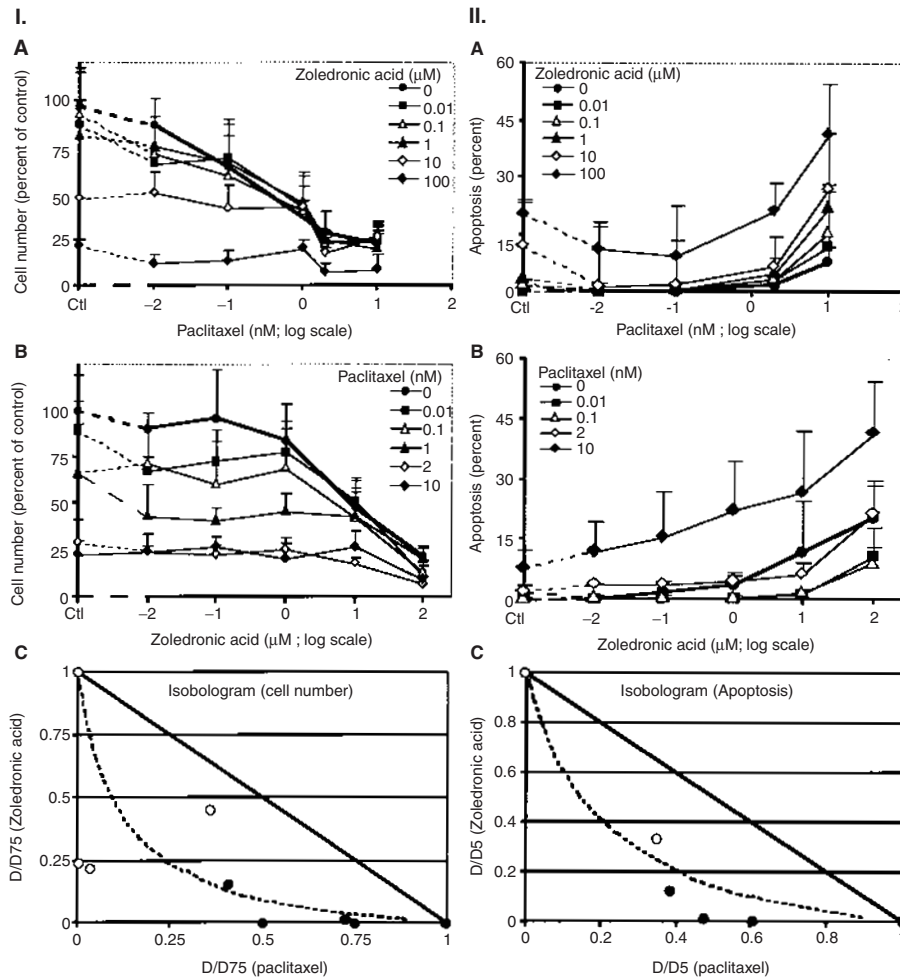 I.
A
Cell number (percent of control)
100
75
50
25
0
Zoledronic acid (µM)
0
0.01
0.1
1
10
100
Ctl
−2
−1
0
1
2
Paclitaxel (nM; log scale)
B
Cell number (percent of control)
100
75
50
25
0
Paclitaxel (nM)
0
0.01
0.1
1
2
10
Ctl
−2
−1
0
1
2
Zoledronic acid (µM ; log scale)
C
D/D75 (Zoledronic acid)
1
0.75
0.5
0.25
0
Isobologram (cell number)
0
0.25
0.5
0.75
1
D/D75 (paclitaxel)
II.
A
Apoptosis (percent)
60
45
30
15
0
Zoledronic acid (µM)
0
0.01
0.1
1
10
100
Ctl
−2
−1
0
1
2
Paclitaxel (nM; log scale)
B
Apoptosis (percent)
60
45
30
15
0
Paclitaxel (nM)
0
0.01
0.1
2
10
Ctl
−2
−1
0
1
2
Zoledronic acid (µM; log scale)
C
D/D5 (Zoledronic acid)
1
0.8
0.6
0.4
0.2
0
Isobologram (Apoptosis)
0
0.2
0.4
0.6
0.8
1
D/D5 (paclitaxel)